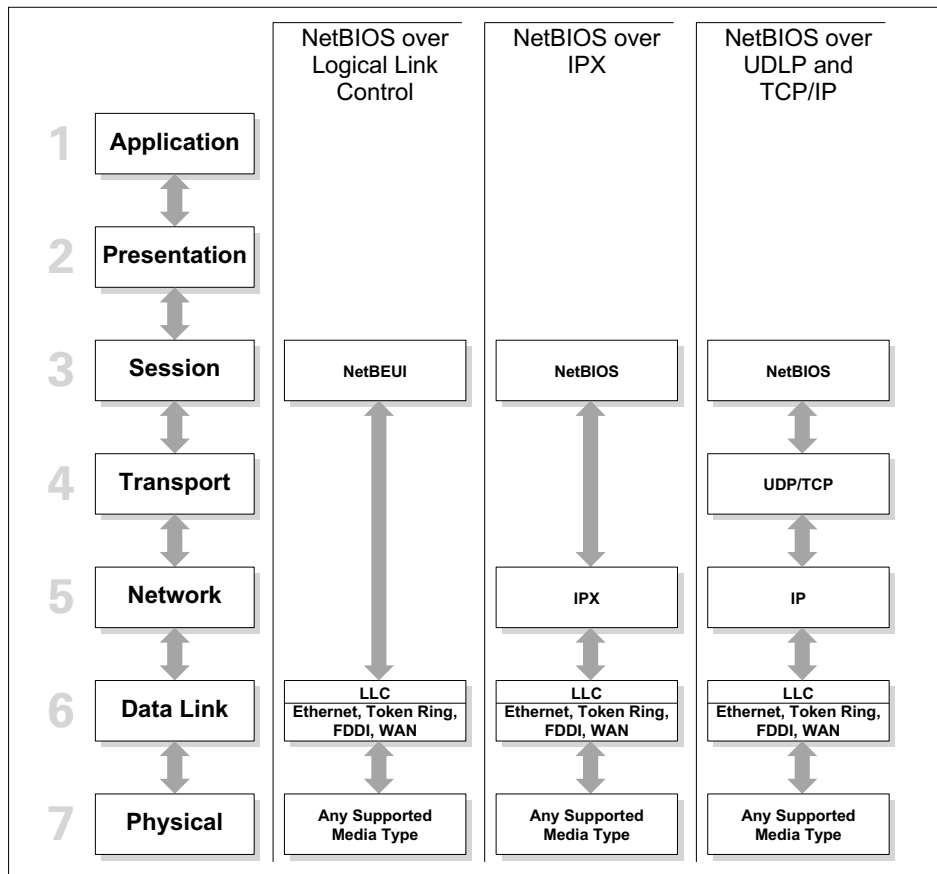 NetBIOS over
Logical Link
Control
NetBIOS over
IPX
NetBIOS over
UDLP and
TCP/IP
1 Application
2 Presentation
3 Session
NetBEUI
NetBIOS
NetBIOS
4 Transport
UDP/TCP
5 Network
IPX
IP
6 Data Link
LLC
Ethernet, Token Ring,
FDDI, WAN
LLC
Ethernet, Token Ring,
FDDI, WAN
LLC
Ethernet, Token Ring,
FDDI, WAN
7 Physical
Any Supported
Media Type
Any Supported
Media Type
Any Supported
Media Type